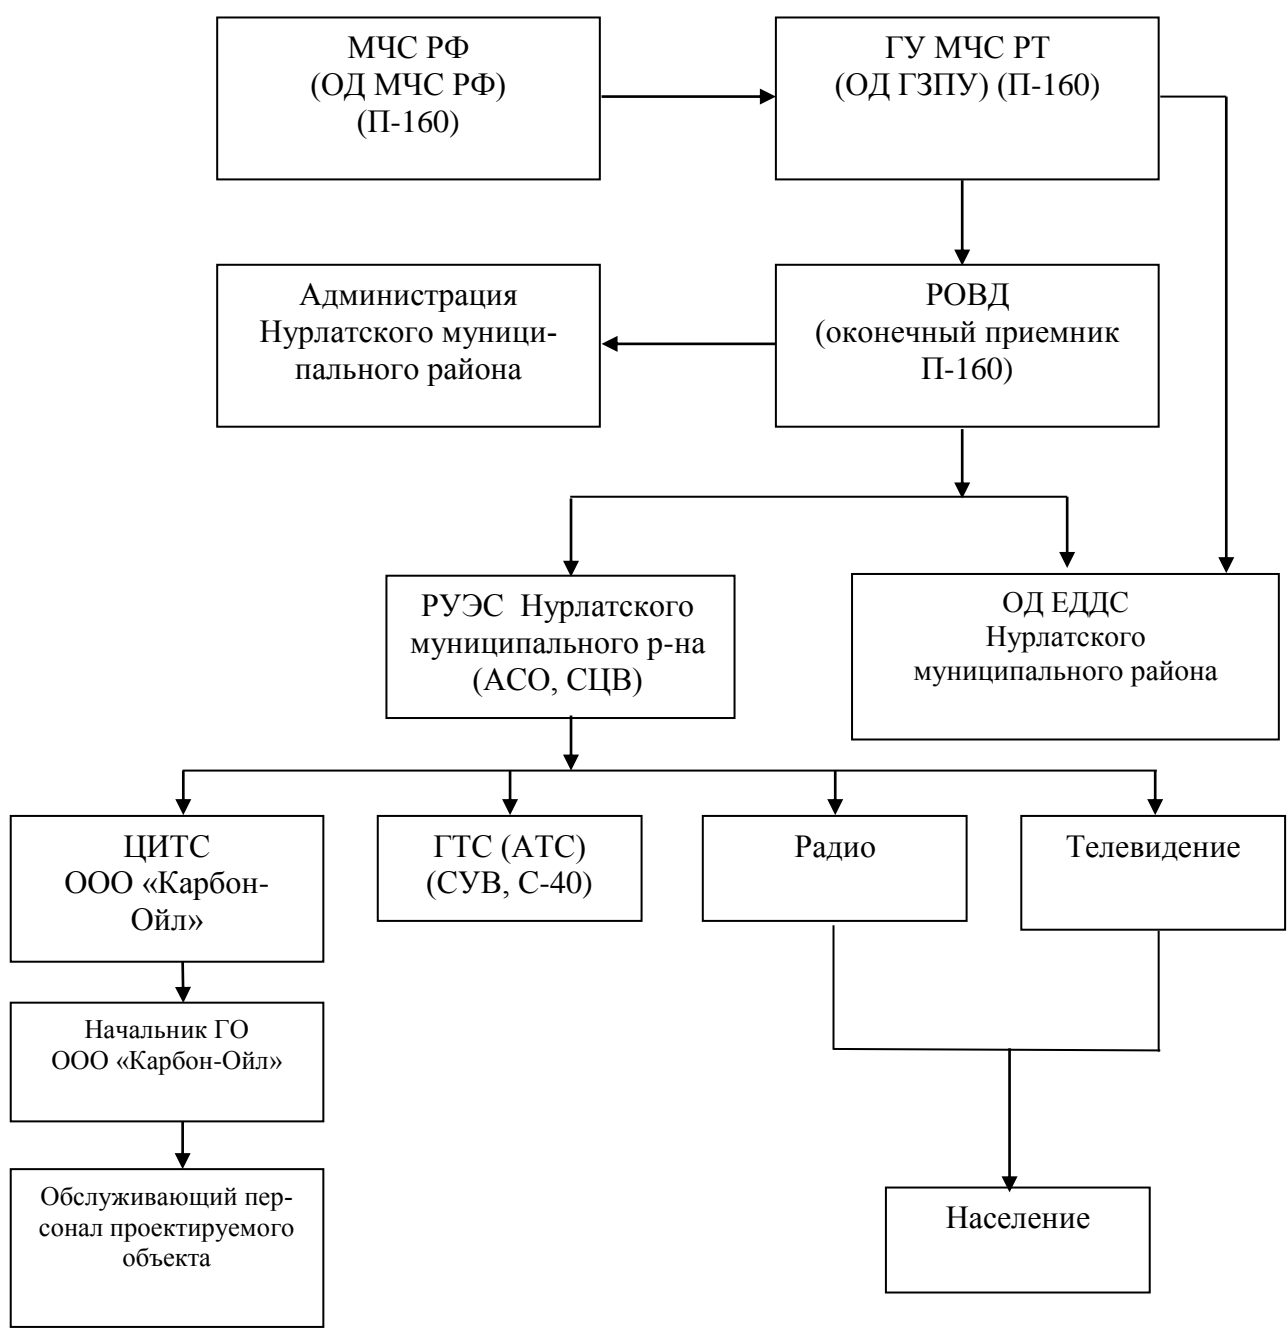 МЧС РФ
(ОД МЧС РФ)
(П-160)
ГУ МЧС РТ
(ОД ГЗПУ) (П-160)
Администрация
Нурлатского муници-
пального района
РОВД
(оконечный приемник
П-160)
РУЭС Нурлатского
муниципального р-на
(АСО, СЦВ)
ОД ЕДДС
Нурлатского
муниципального района
ЦИТС
ООО «Карбон-
Ойл»
ГТС (АТС)
(СУВ, С-40)
Радио
Телевидение
Начальник ГО
ООО «Карбон-Ойл»
Обслуживающий пер-
сонал проектируемого
объекта
Население